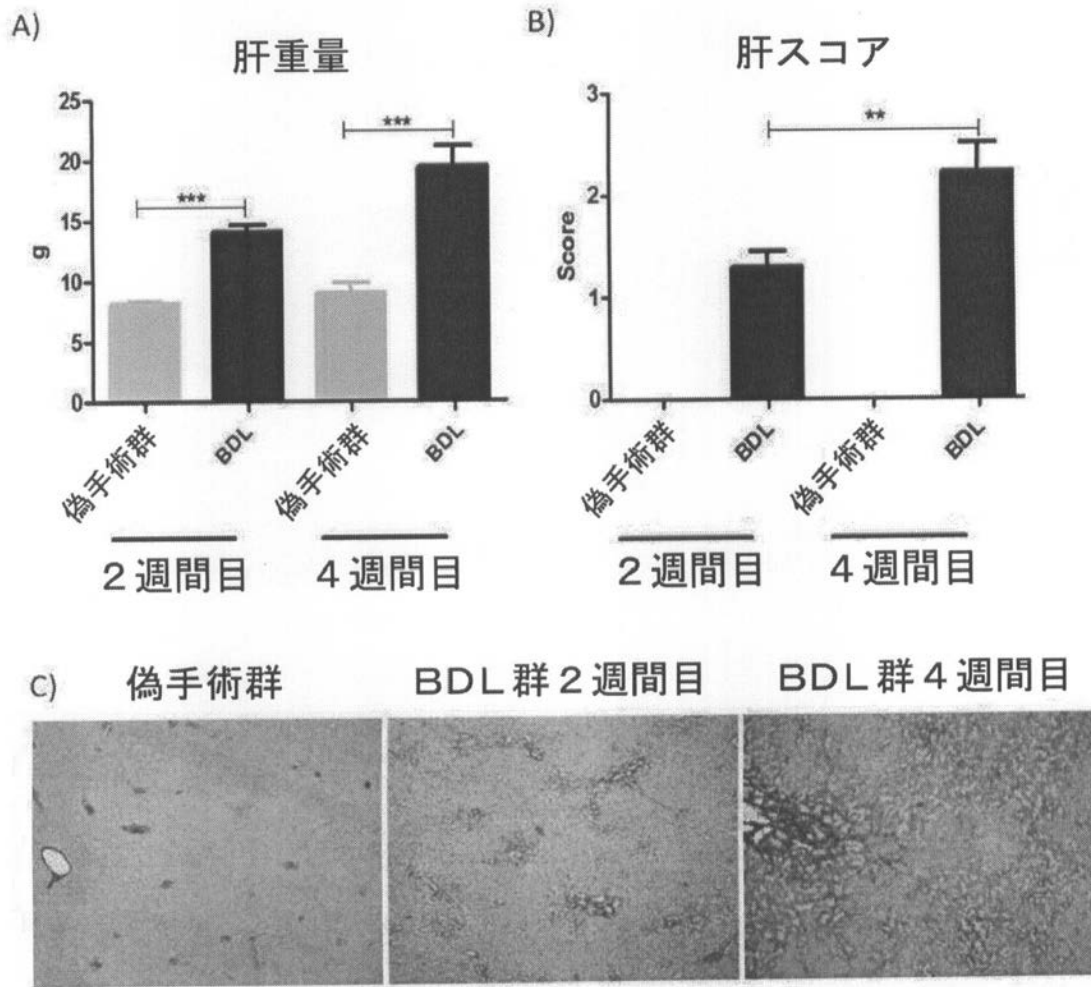 A)
肝重量
25
20
15
10
5
0
g
***
***
偽手術群
BDL
偽手術群
BDL
2週間目
4週間目
B)
肝スコア
3
2
1
0
Score
**
偽手術群
BDL
偽手術群
BDL
2週間目
4週間目
C)
偽手術群
BDL群2週間目
BDL群4週間目